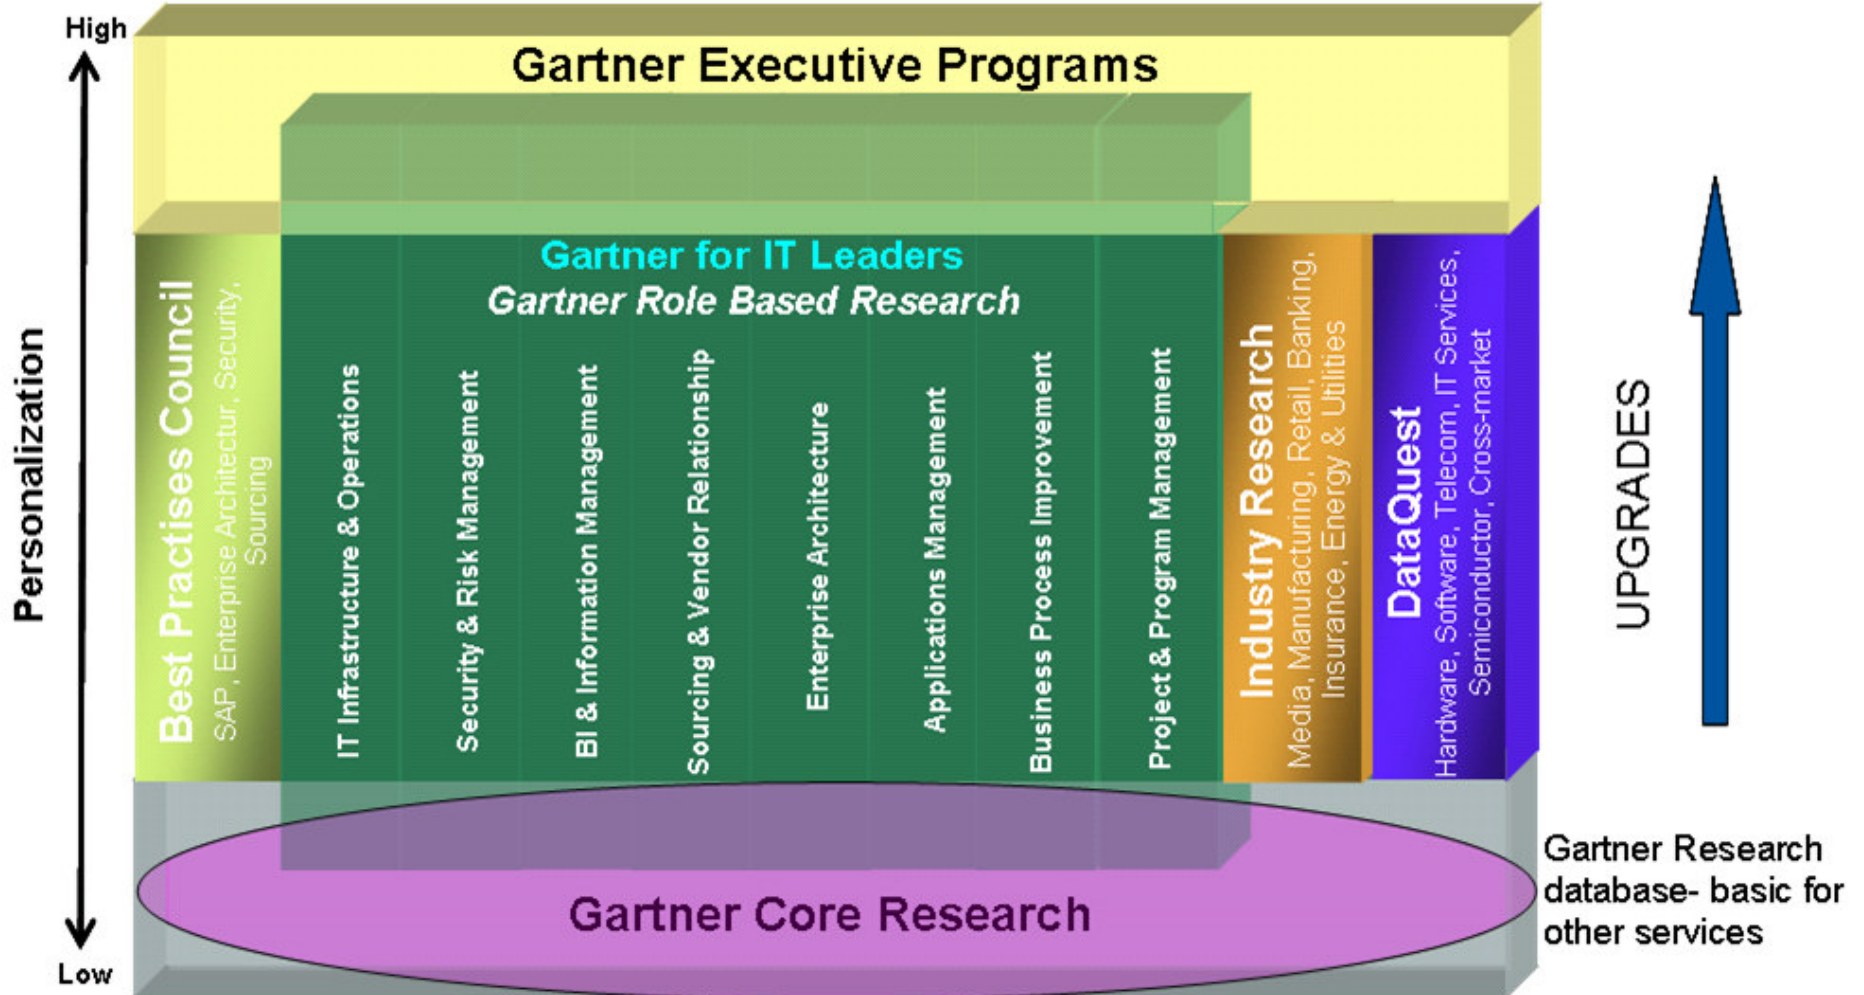 High
Gartner Executive Programs
Gartner for IT Leaders
Gartner Role Based Research
Personalization
Best Practises Council
SAP, Enterprise Architectur, Security,
Sourcing
IT Infrastructure & Operations
Security & Risk Management
BI & Information Management
Sourcing & Vendor Relationship
Enterprise Architecture
Applications Management
Business Process Improvement
Project & Program Management
Industry Research
Media, Manufacturing, Retail, Banking,
Insurance, Energy & Utilities
DataQuest
Hardware, Software, Telecom, IT Services,
Semiconductor, Cross-market
UPGRADES
Gartner Core Research
Gartner Research
database- basic for
other services
Low